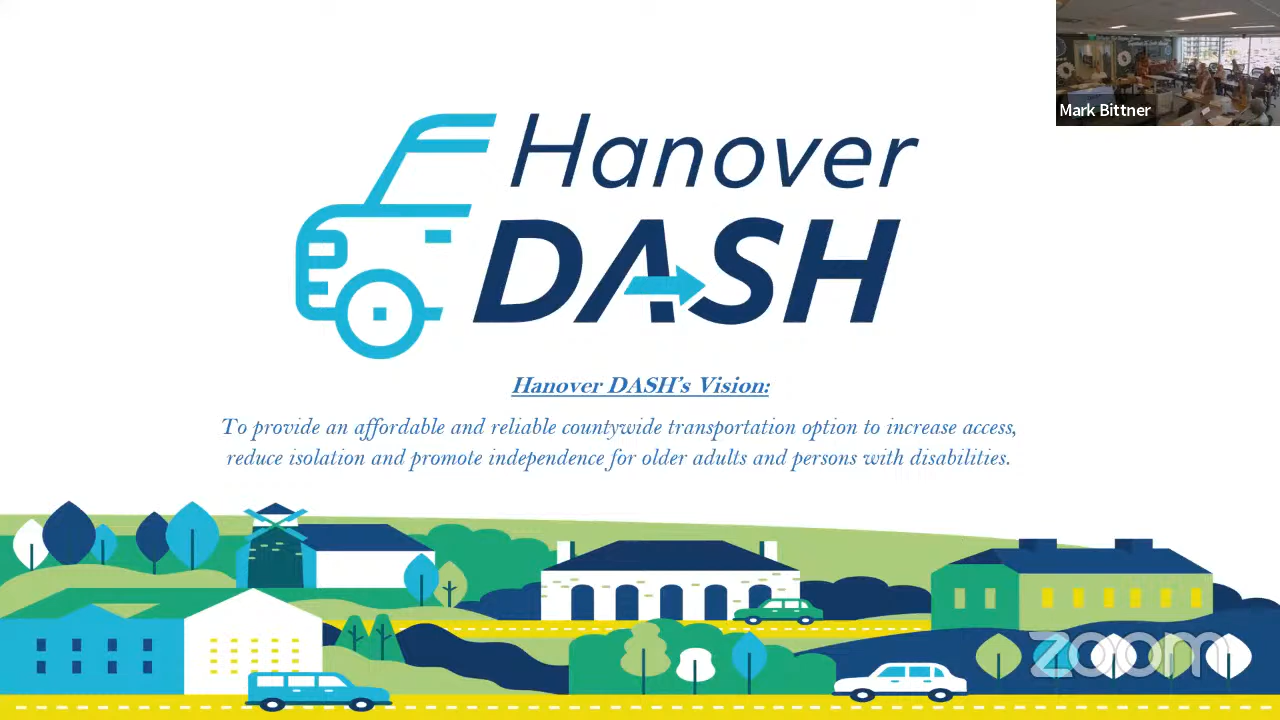 Mark Bittner
Hanover
DASH
Hanover DASH's Vision:
To provide an affordable and reliable countywide transportation option to increase access,
reduce isolation and promote independence for older adults and persons with disabilities.
zoom